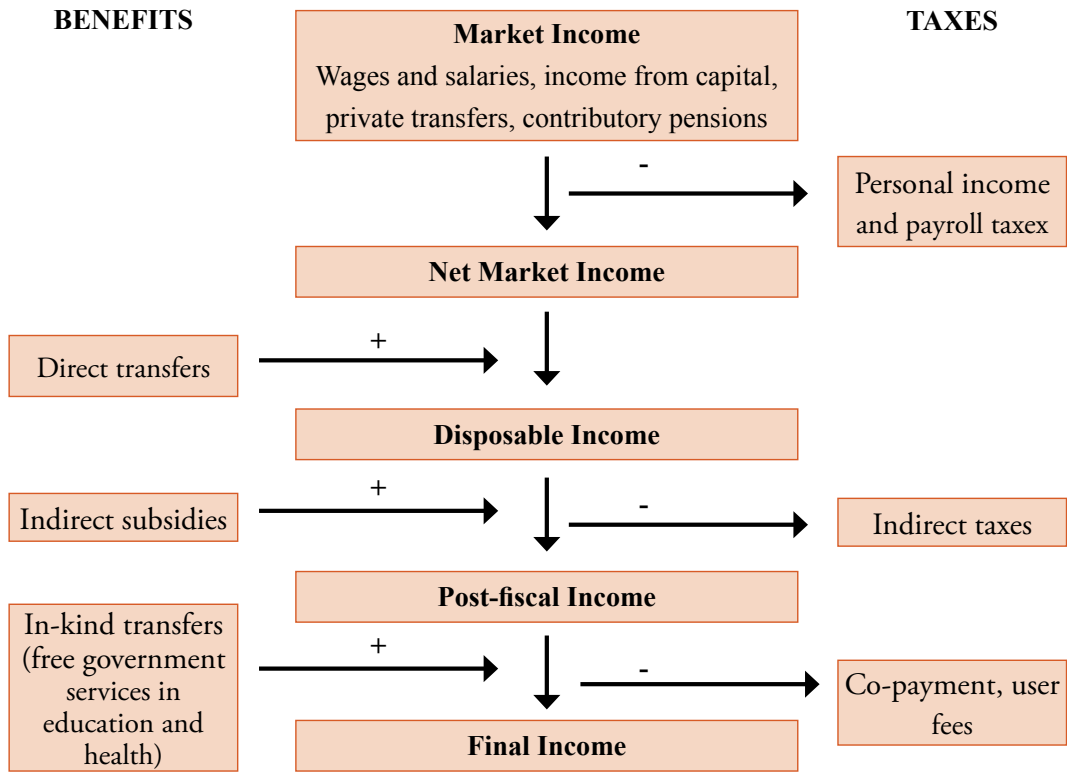 BENEFITS
TAXES
Market Income
Wages and salaries, income from capital,
private transfers, contributory pensions
-
Personal income
and payroll taxex
Net Market Income
+
Direct transfers
Disposable Income
+
-
Indirect subsidies
Indirect taxes
Post-fiscal Income
In-kind transfers
(free government
services in
education and
health)
+
-
Co-payment, user
fees
Final Income